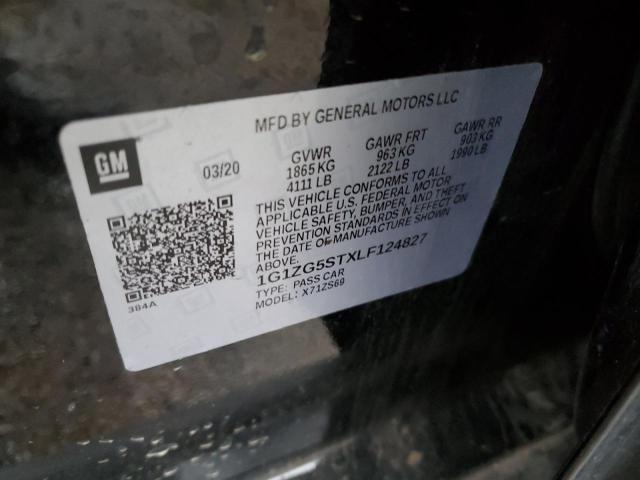 MFD BY GENERAL MOTORS LLC
GM
03/20
GVWR GAWR FRT GAWR RR
1865 KG 963 KG 903 KG
4111 LB 2122 LB 1990 LB
THIS VEHICLE CONFORMS TO ALL
APPLICABLE U.S. FEDERAL MOTOR
VEHICLE SAFETY, BUMPER, AND THEFT
PREVENTION STANDARDS IN EFFECT ON
THE DATE OF MANUFACTURE SHOWN
ABOVE.
1G1ZG5STXLF124827
TYPE: PASS CAR
MODEL: X71ZS69
384A